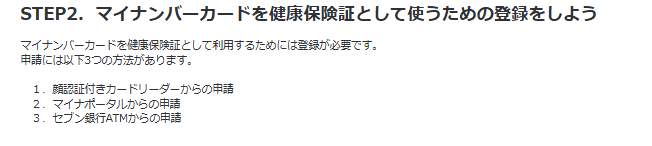 STEP2．マイナンバーカードを健康保険証として使うための登録をしよう
マイナンバーカードを健康保険証として利用するためには登録が必要です。
申請には以下3つの方法があります。
１．顔認証付きカードリーダーからの申請
２．マイナポータルからの申請
３．セブン銀行ATMからの申請